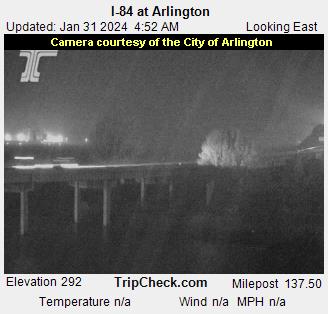 I-84 at Arlington
Updated: Jan 31 2024 4:52 AM Looking East
Camera courtesy of the City of Arlington
Elevation 292 TripCheck.com Milepost 137.50
Temperature n/a Wind n/a MPH n/a